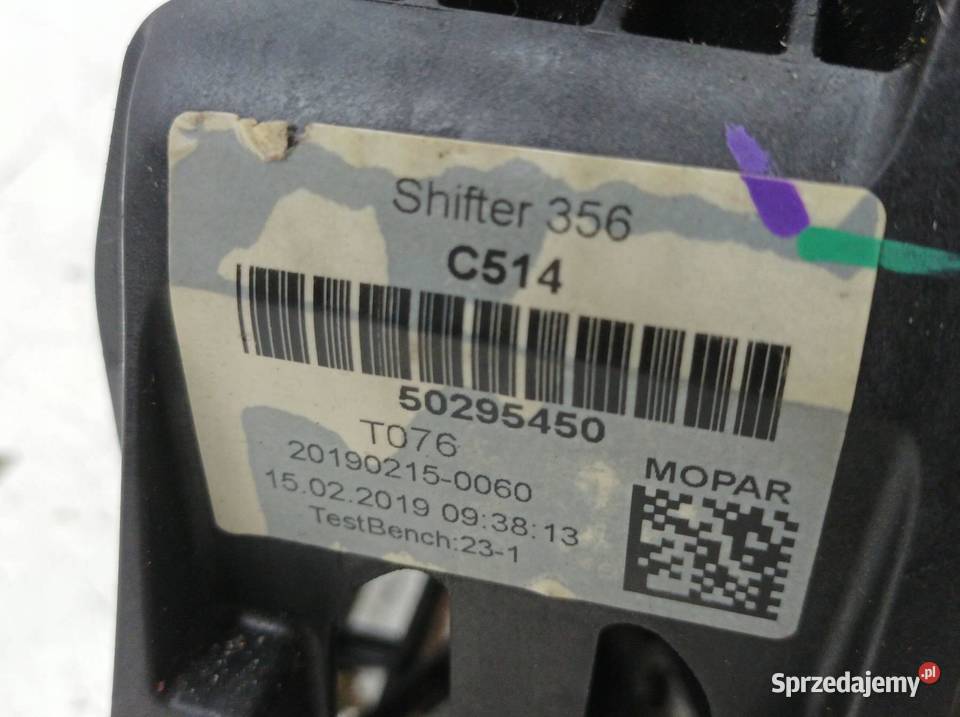 Shifter 356
C514
50295450
T076
20190215-0060
15.02.2019 09:38:13
TestBench:23-1
MOPAR
Sprzedajemy.pl